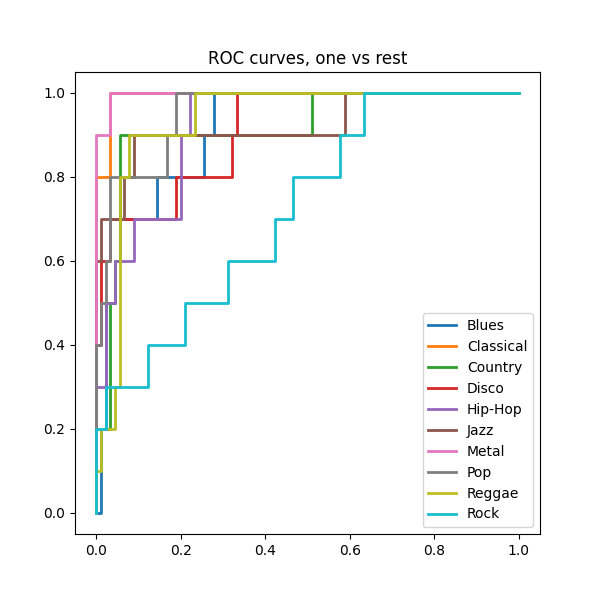 ROC curves, one vs rest
1.0
0.8
0.6
0.4
0.2
0.0
0.0 0.2 0.4 0.6 0.8 1.0
Blues
Classical
Country
Disco
Hip-Hop
Jazz
Metal
Pop
Reggae
Rock